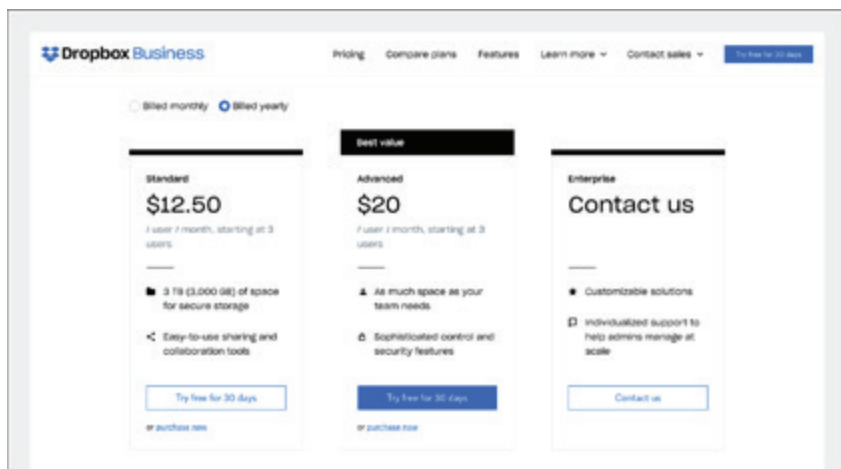 Dropbox Business
Pricing Compare plans Features Learn more Contact sales Try free for 30 days
Billed monthly Billed yearly
Best value
Standard
$12.50
/ user / month, starting at 3
users
3 TB (3,000 GB) of space
for secure storage
Easy-to-use sharing and
collaboration tools
Try free for 30 days
or purchase now
Advanced
$20
/ user / month, starting at 3
users
As much space as your
team needs
Sophisticated control and
security features
Try free for 30 days
or purchase now
Enterprise
Contact us
Customizable solutions
Individualized support to
help admins manage at
scale
Contact us